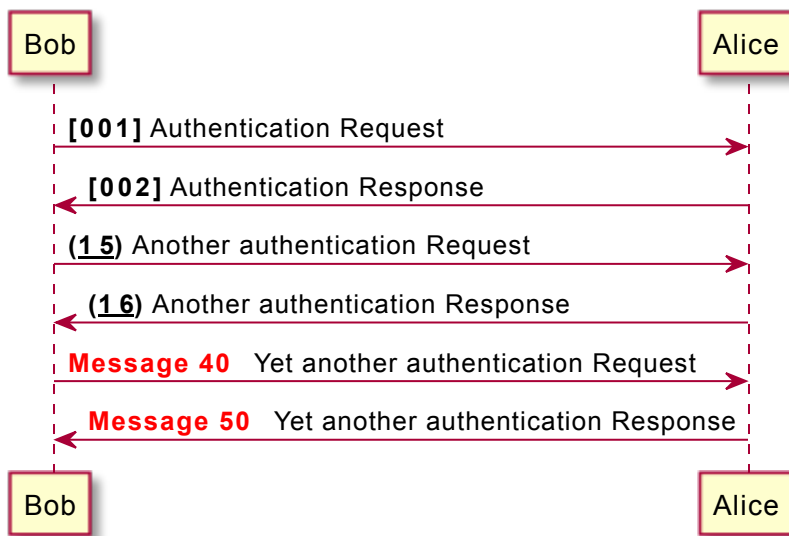 Bob Alice
[001] Authentication Request
[002] Authentication Response
(15) Another authentication Request
(16) Another authentication Response
Message 40 Yet another authentication Request
Message 50 Yet another authentication Response
Bob Alice